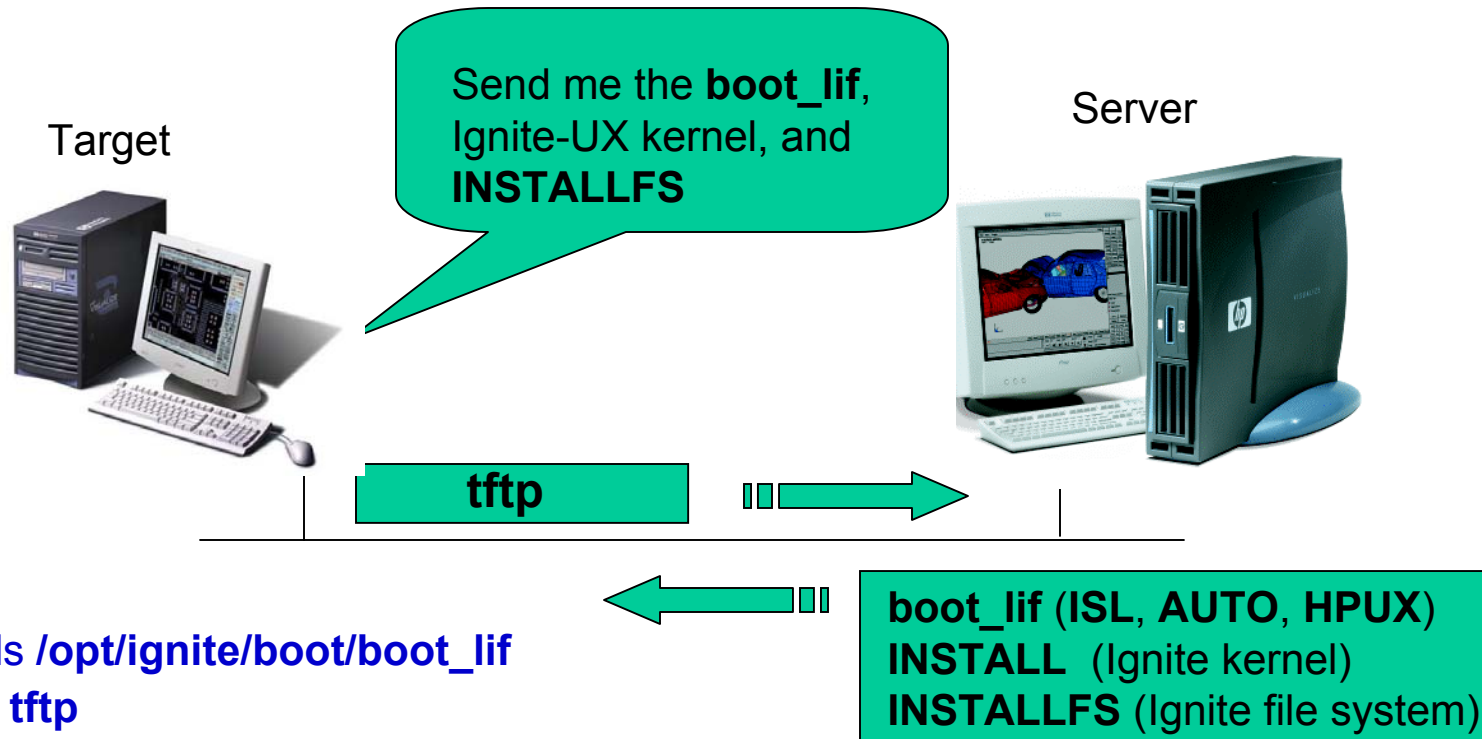 Target
Send me the boot_lif,
Ignite-UX kernel, and
INSTALLFS
Server
hp
tftp
boot_lif (ISL, AUTO, HPUX)
INSTALL (Ignite kernel)
INSTALLFS (Ignite file system)
/opt/ignite/boot/boot_lif
tftp